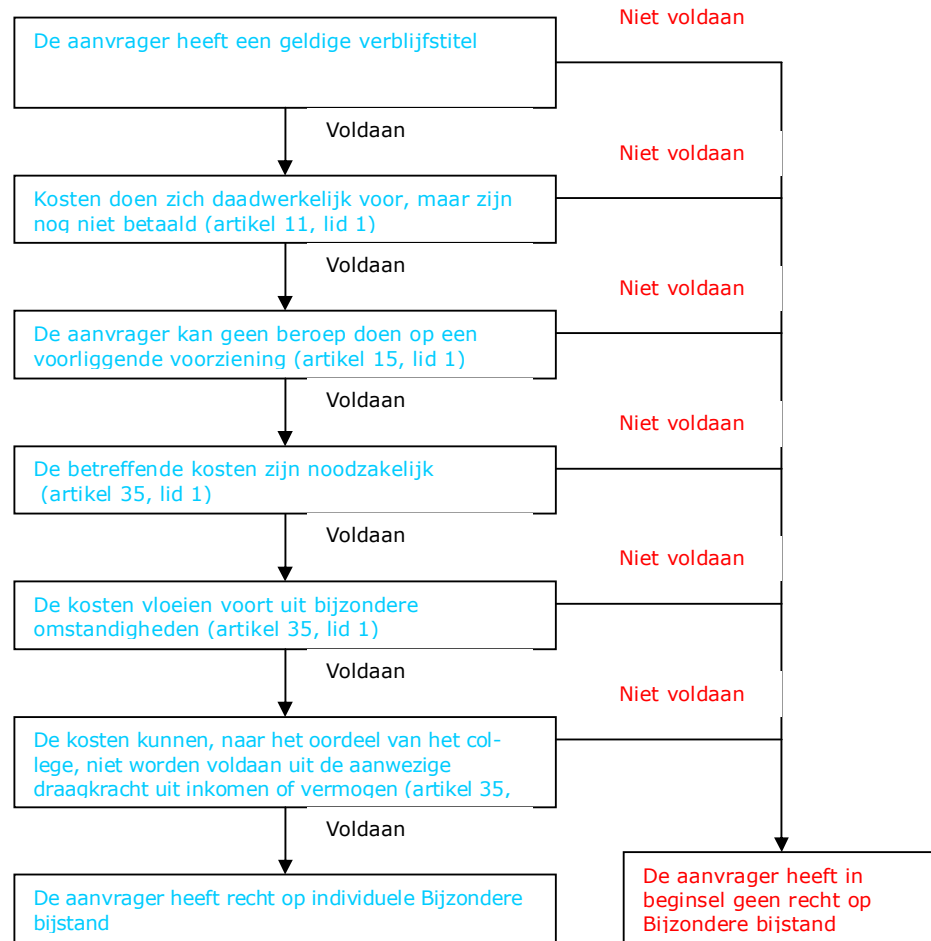 Niet voldaan
De aanvrager heeft een geldige verblijfstitel
Voldaan
Niet voldaan
Kosten doen zich daadwerkelijk voor, maar zijn
nog niet betaald (artikel 11, lid 1)
Voldaan
Niet voldaan
De aanvrager kan geen beroep doen op een
voorliggende voorziening (artikel 15, lid 1)
Voldaan
Niet voldaan
De betreffende kosten zijn noodzakelijk
(artikel 35, lid 1)
Voldaan
Niet voldaan
De kosten vloeien voort uit bijzondere
omstandigheden (artikel 35, lid 1)
Voldaan
Niet voldaan
De kosten kunnen, naar het oordeel van het col-
lege, niet worden voldaan uit de aanwezige
draagkracht uit inkomen of vermogen (artikel 35,
Voldaan
De aanvrager heeft recht op individuele Bijzondere
bijstand
De aanvrager heeft in
beginsel geen recht op
Bijzondere bijstand